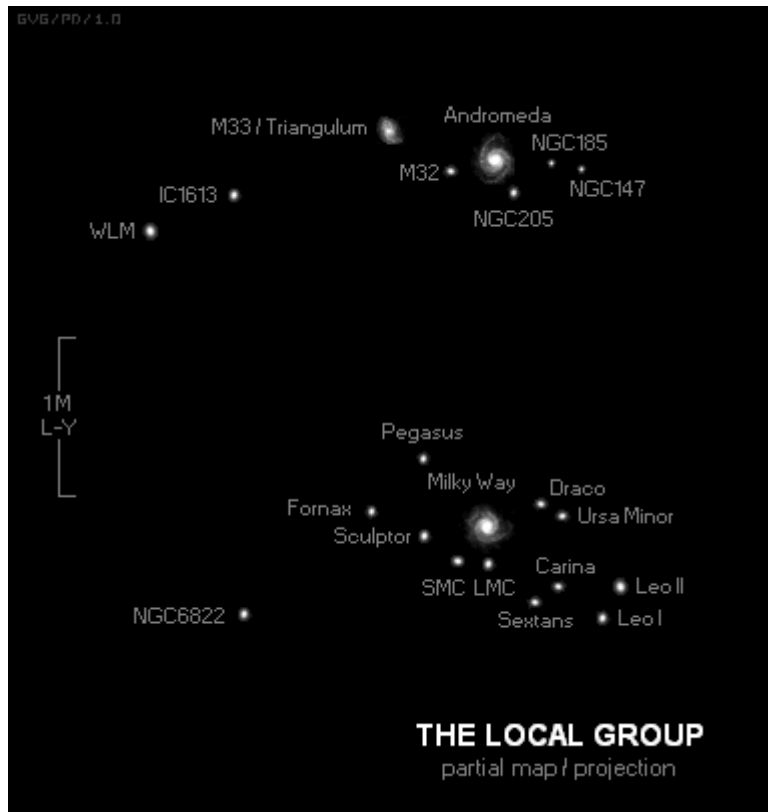 GVG/PD/1.0
Andromeda
M33 / Triangulum
NGC185
M32
NGC147
IC1613
NGC205
WLM
1M
L-Y
Pegasus
Milky Way
Draco
Fornax
Ursa Minor
Sculptor
Carina
SMC LMC
Leo II
NGC6822
Sextans
Leo I
THE LOCAL GROUP
partial map / projection